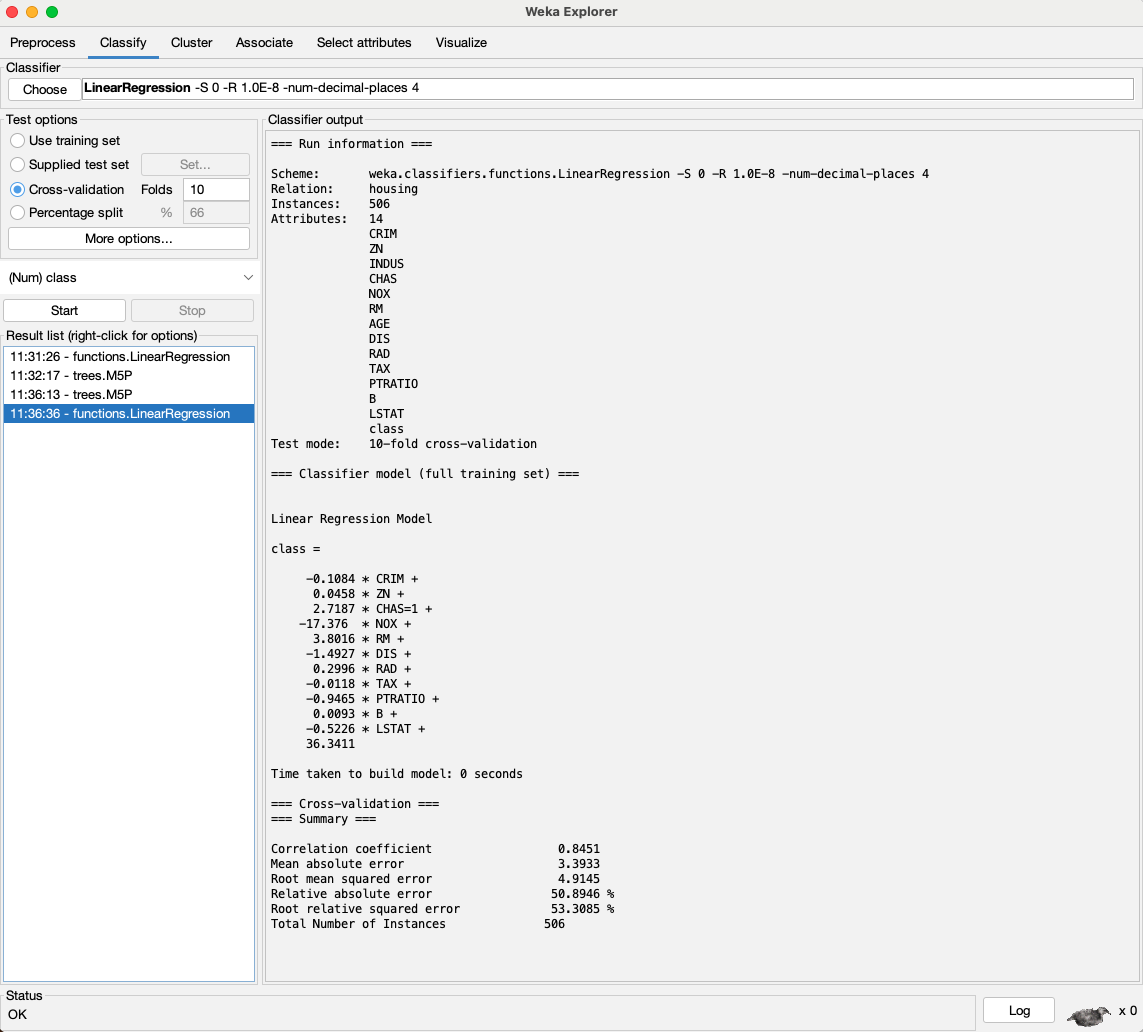 Weka Explorer
Preprocess Classify Cluster Associate Select attributes Visualize
Classifier
Choose LinearRegression -S 0 -R 1.0E-8 -num-decimal-places 4
Test options
Use training set
Supplied test set Set...
Cross-validation Folds 10
Percentage split % 66
More options...
(Num) class
Start Stop
Result list (right-click for options)
11:31:26 - functions.LinearRegression
11:32:17 - trees.M5P
11:36:13 - trees.M5P
11:36:36 - functions.LinearRegression
Classifier output
=== Run information ===
Scheme: weka.classifiers.functions.LinearRegression -S 0 -R 1.0E-8 -num-decimal-places 4
Relation: housing
Instances: 506
Attributes: 14
CRIM
ZN
INDUS
CHAS
NOX
RM
AGE
DIS
RAD
TAX
PTRATIO
B
LSTAT
class
Test mode: 10-fold cross-validation
=== Classifier model (full training set) ===
Linear Regression Model
class =
-0.1084 * CRIM +
0.0458 * ZN +
2.7187 * CHAS=1 +
-17.376 * NOX +
3.8016 * RM +
-1.4927 * DIS +
0.2996 * RAD +
-0.0118 * TAX +
-0.9465 * PTRATIO +
0.0093 * B +
-0.5226 * LSTAT +
36.3411
Time taken to build model: 0 seconds
=== Cross-validation ===
=== Summary ===
Correlation coefficient 0.8451
Mean absolute error 3.3933
Root mean squared error 4.9145
Relative absolute error 50.8946 %
Root relative squared error 53.3085 %
Total Number of Instances 506
Status
OK
Log
x 0